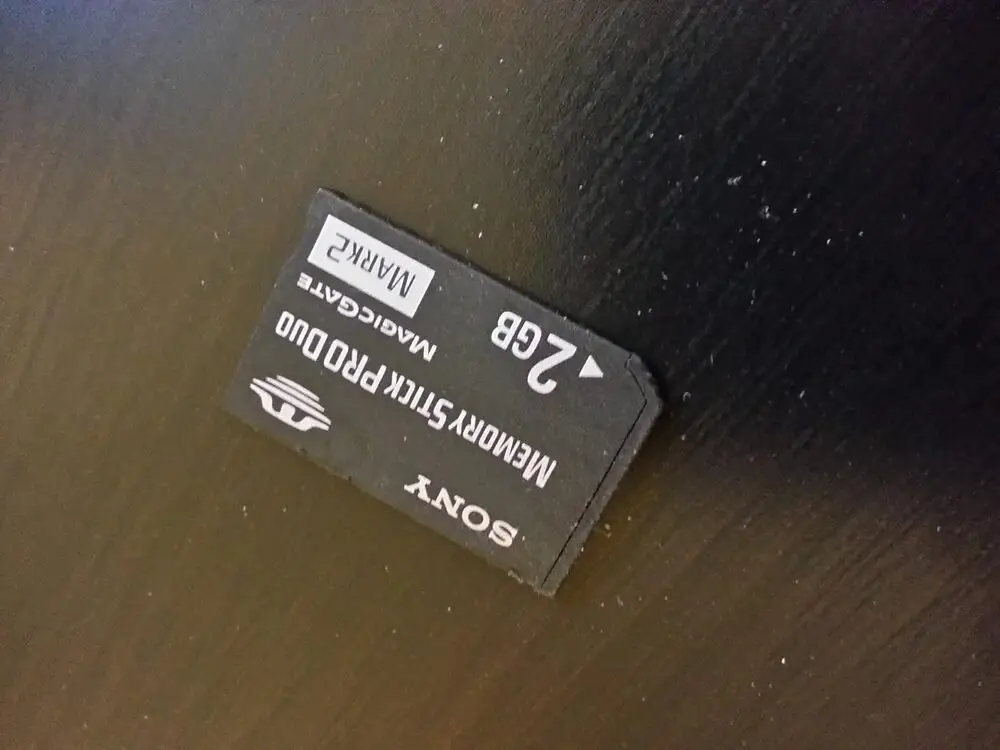 SONY
MEMORY STICK PRO DUO
MAGICGATE
MARK2
2GB